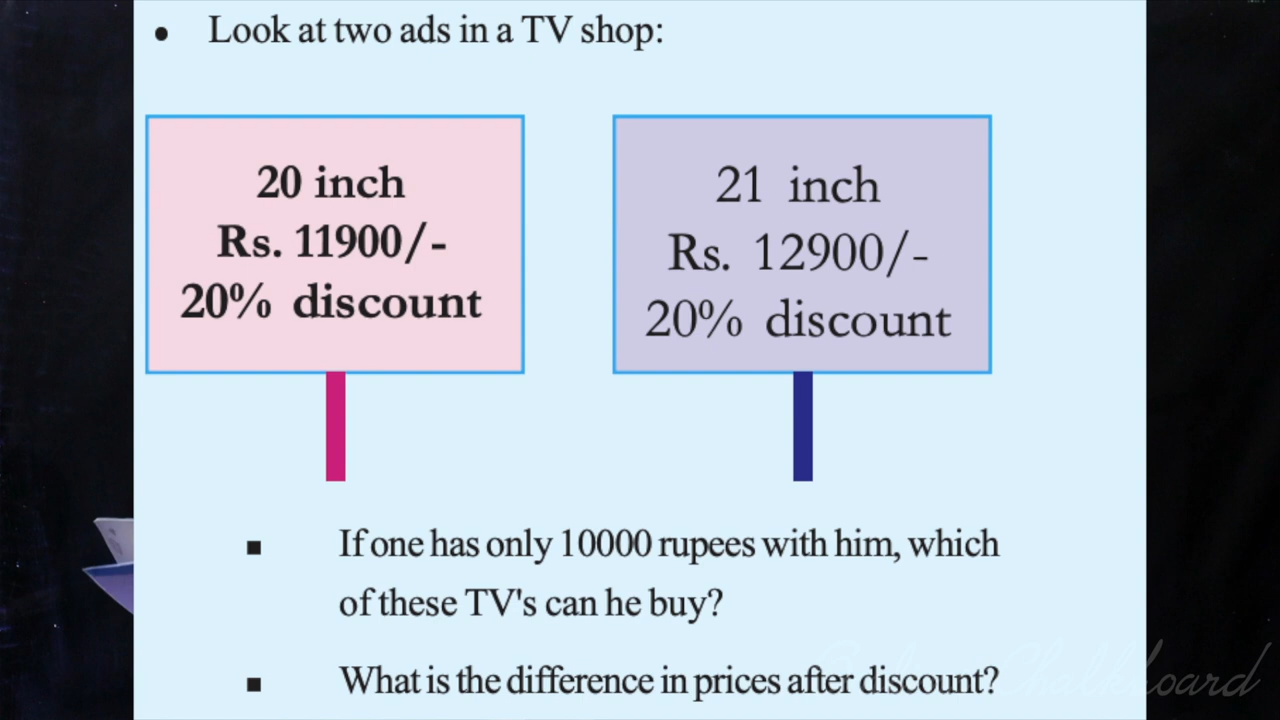 • Look at two ads in a TV shop:
20 inch
Rs. 11900/-
20% discount
21 inch
Rs. 12900/-
20% discount
▪ If one has only 10000 rupees with him, which
of these TV's can he buy?
▪ What is the difference in prices after discount?
Chalkboard